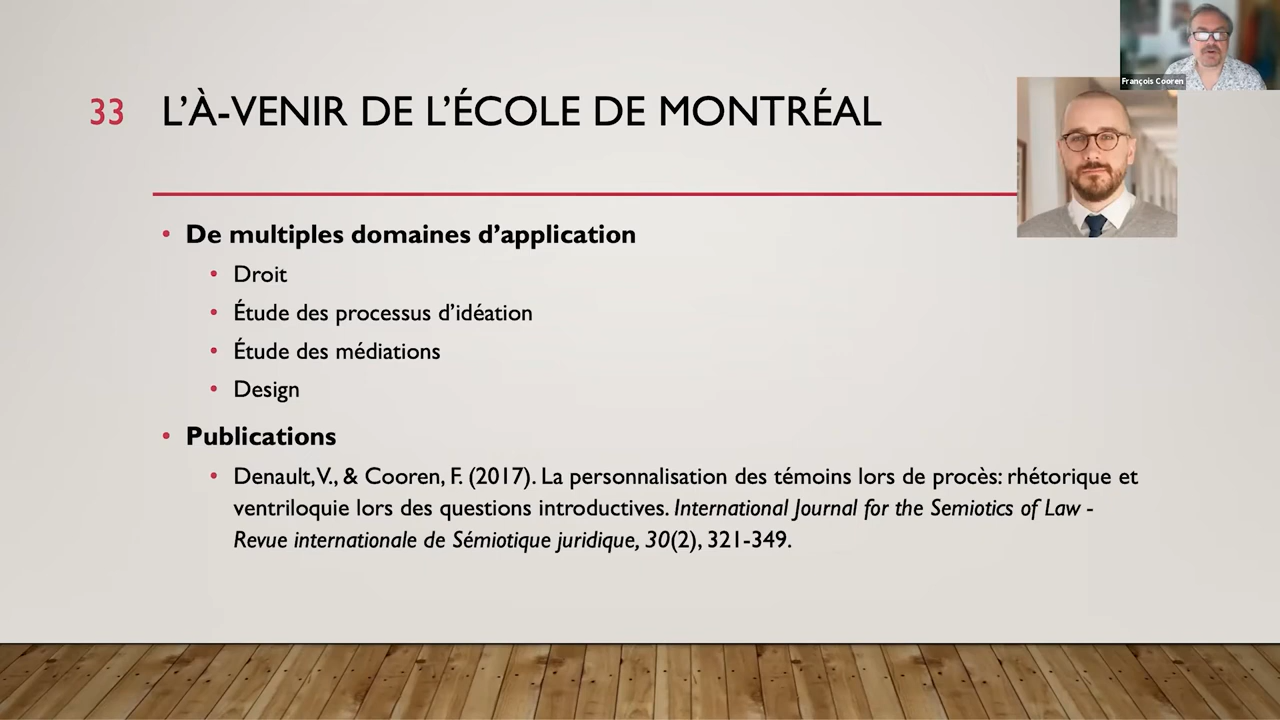 François Cooren
33 L’À-VENIR DE L’ÉCOLE DE MONTRÉAL
• De multiples domaines d’application
• Droit
• Étude des processus d’idéation
• Étude des médiations
• Design
• Publications
• Denault, V., & Cooren, F. (2017). La personnalisation des témoins lors de procès: rhétorique et
ventriloquie lors des questions introductives. International Journal for the Semiotics of Law -
Revue internationale de Sémiotique juridique, 30(2), 321-349.